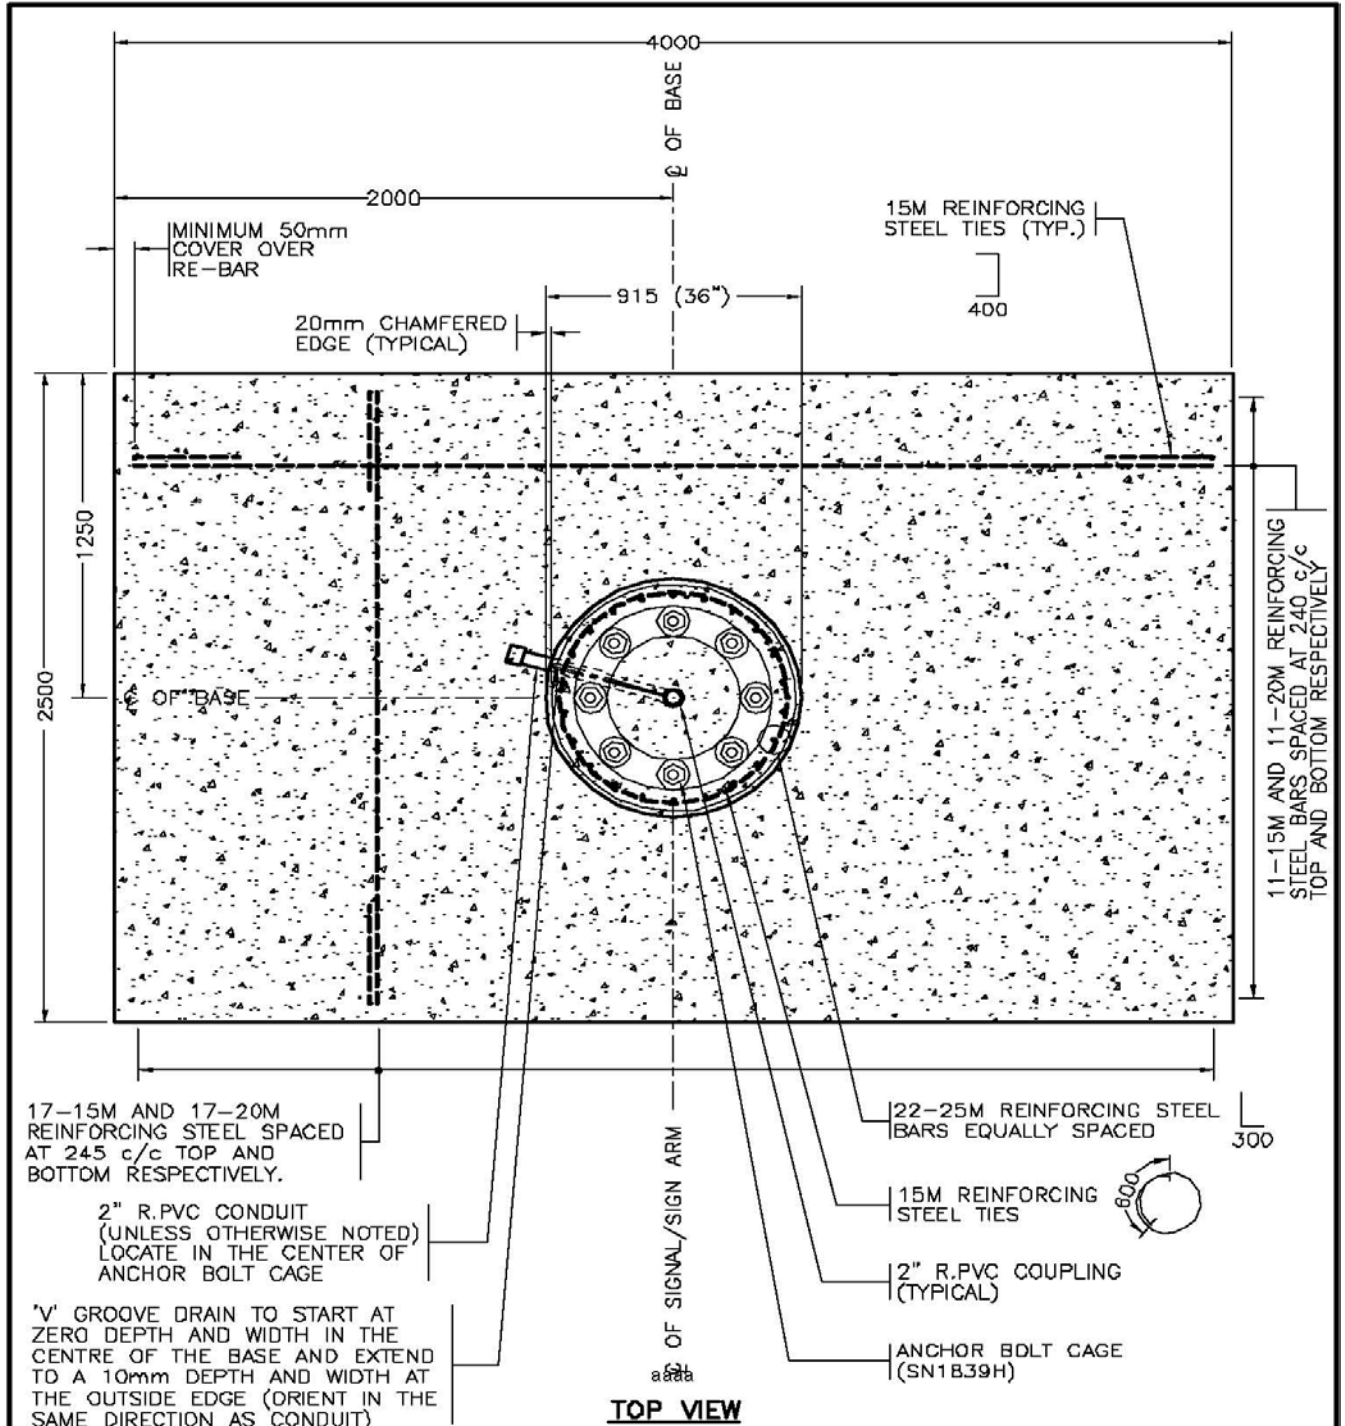 4000
℄ OF BASE
2000
MINIMUM 50mm
COVER OVER
RE-BAR
15M REINFORCING
STEEL TIES (TYP.)
400
915 (36")
20mm CHAMFERED
EDGE (TYPICAL)
1250
2500
℄ OF BASE
11-15M AND 11-20M REINFORCING
STEEL BARS SPACED AT 240 c/c
TOP AND BOTTOM RESPECTIVELY
17-15M AND 17-20M
REINFORCING STEEL SPACED
AT 245 c/c TOP AND
BOTTOM RESPECTIVELY.
2" R.PVC CONDUIT
(UNLESS OTHERWISE NOTED)
LOCATE IN THE CENTER OF
ANCHOR BOLT CAGE
'V' GROOVE DRAIN TO START AT
ZERO DEPTH AND WIDTH IN THE
CENTRE OF THE BASE AND EXTEND
TO A 10mm DEPTH AND WIDTH AT
THE OUTSIDE EDGE (ORIENT IN THE
SAME DIRECTION AS CONDUIT)
℄ OF SIGNAL/SIGN ARM
aaaa
22-25M REINFORCING STEEL
BARS EQUALLY SPACED
300
15M REINFORCING
STEEL TIES
2" R.PVC COUPLING
(TYPICAL)
ANCHOR BOLT CAGE
(SN1B39H)
TOP VIEW